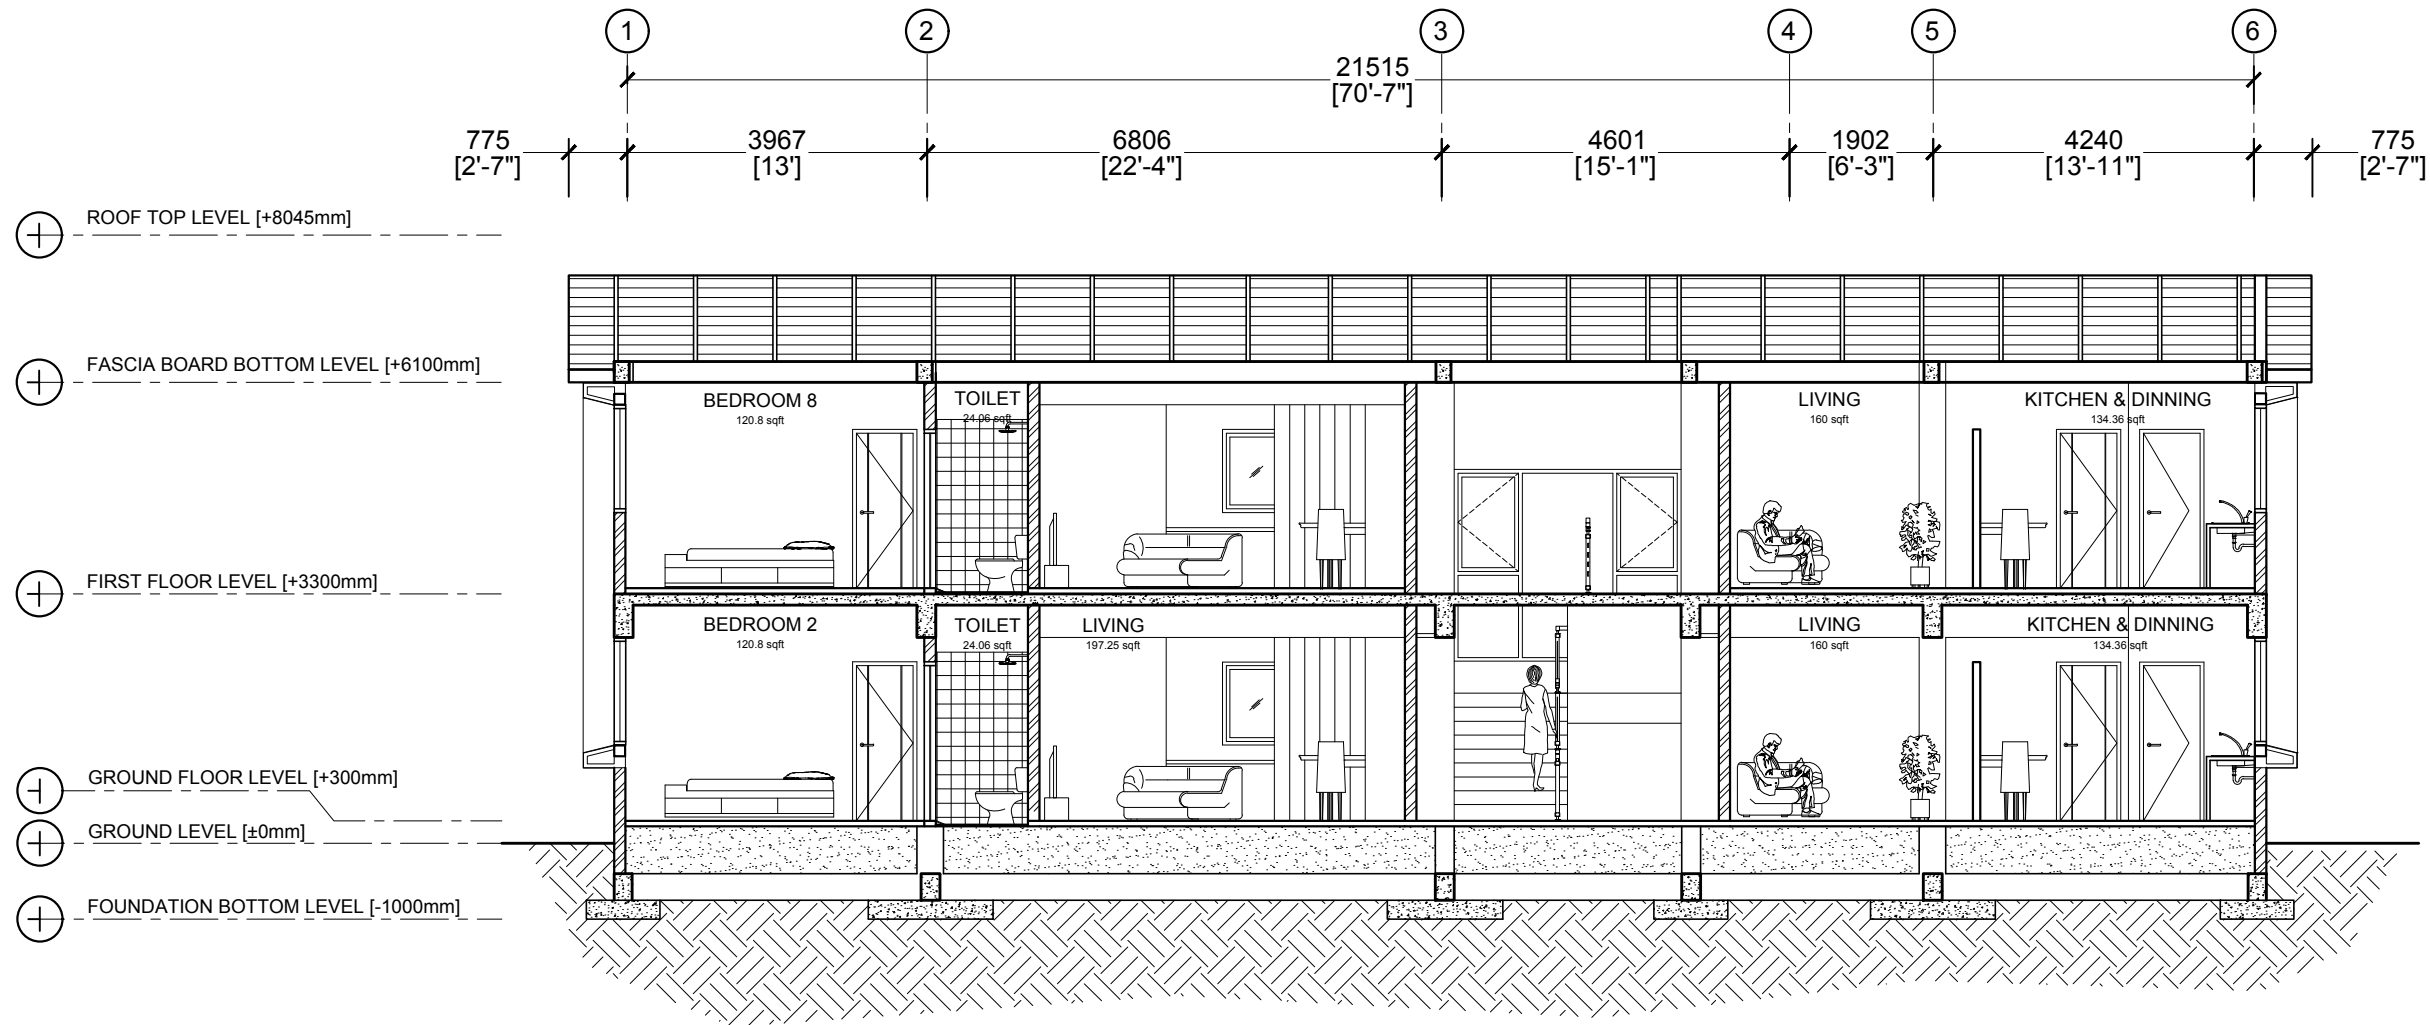 1 2 3 4 5 6
21515
[70'-7"]
775 3967 6806 4601 1902 4240 775
[2'-7"] [13'] [22'-4"] [15'-1"] [6'-3"] [13'-11"] [2'-7"]
ROOF TOP LEVEL [+8045mm]
FASCIA BOARD BOTTOM LEVEL [+6100mm]
BEDROOM 8 TOILET LIVING KITCHEN & DINNING
120.8 sqft 24.06 sqft 160 sqft 134.36 sqft
FIRST FLOOR LEVEL [+3300mm]
BEDROOM 2 TOILET LIVING LIVING KITCHEN & DINNING
120.8 sqft 24.06 sqft 197.25 sqft 160 sqft 134.36 sqft
GROUND FLOOR LEVEL [+300mm]
GROUND LEVEL [±0mm]
FOUNDATION BOTTOM LEVEL [-1000mm]